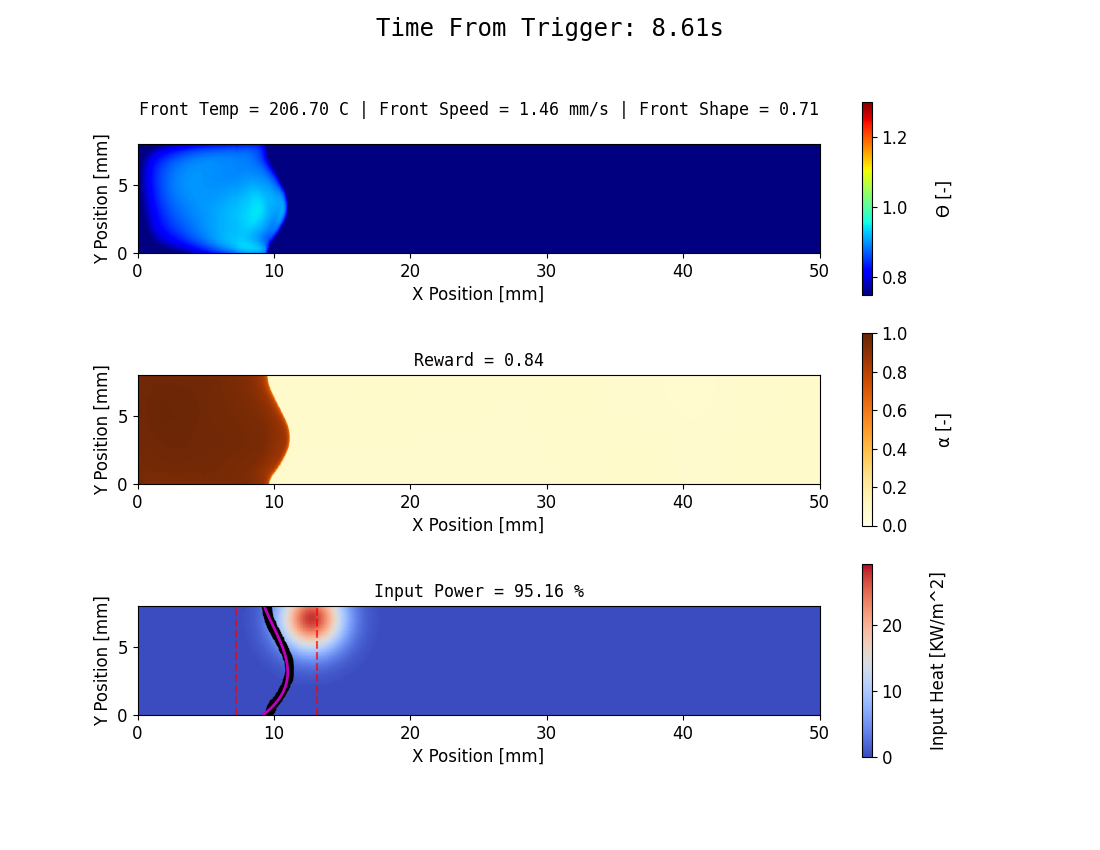 Time From Trigger: 8.61s
Front Temp = 206.70 C | Front Speed = 1.46 mm/s | Front Shape = 0.71
Y Position [mm]
5
0
0 10 20 30 40 50
X Position [mm]
1.2
1.0
0.8
Θ [-]
Reward = 0.84
Y Position [mm]
5
0
0 10 20 30 40 50
X Position [mm]
1.0
0.8
0.6
0.4
0.2
0.0
α [-]
Input Power = 95.16 %
Y Position [mm]
5
0
0 10 20 30 40 50
X Position [mm]
20
10
0
Input Heat [KW/m^2]